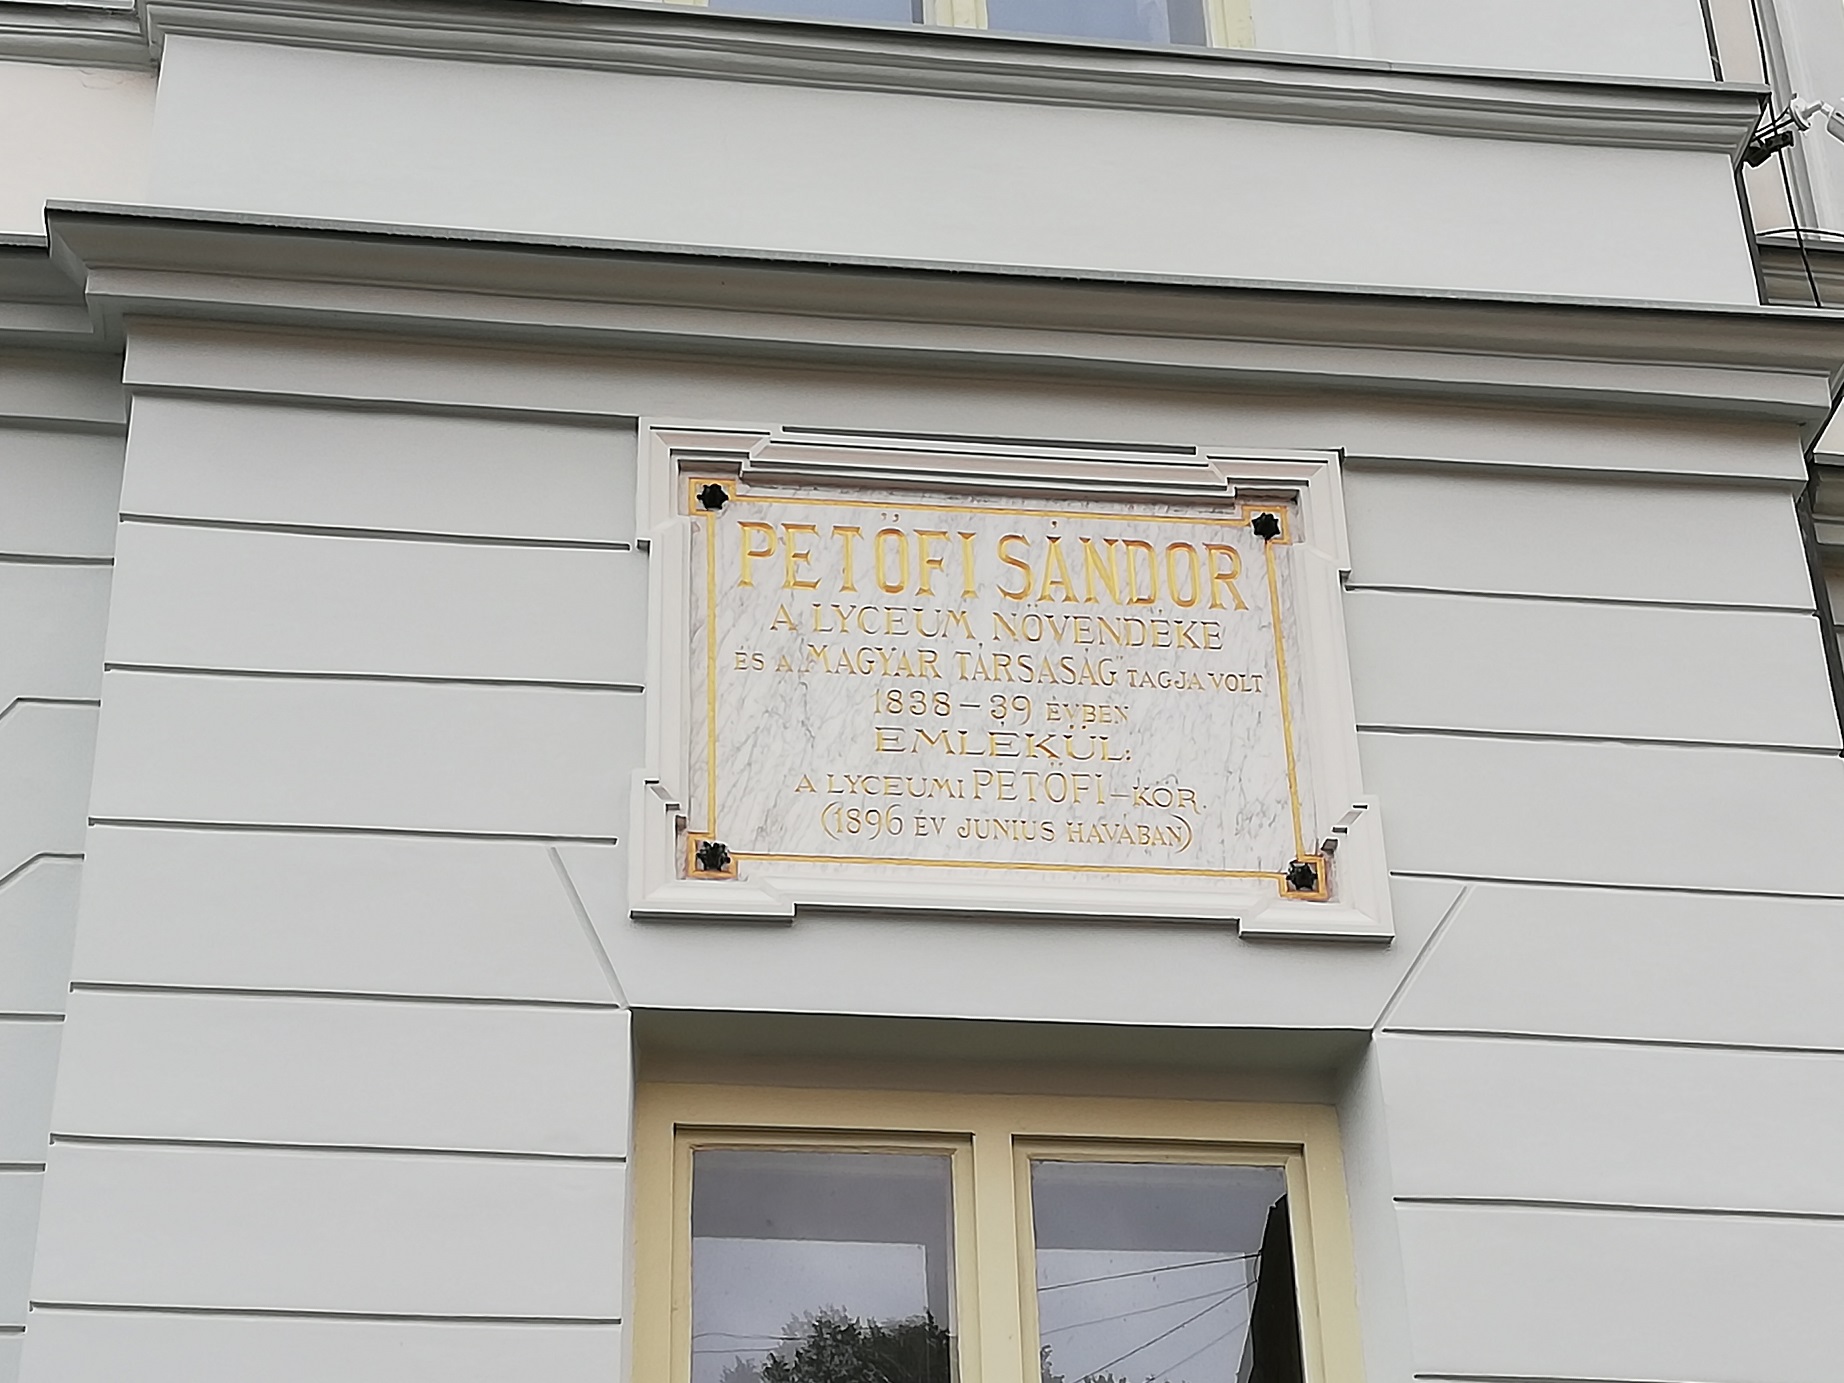 PETŐFI SÁNDOR
A LYCEUM NÖVENDÉKE
ÉS A „MAGYAR TÁRSASÁG" TAGJA VOLT
1838–39 ÉVBEN
EMLÉKÜL:
A LYCEUMI PETŐFI–KÖR.
(1896 ÉV JUNIUS HAVÁBAN)